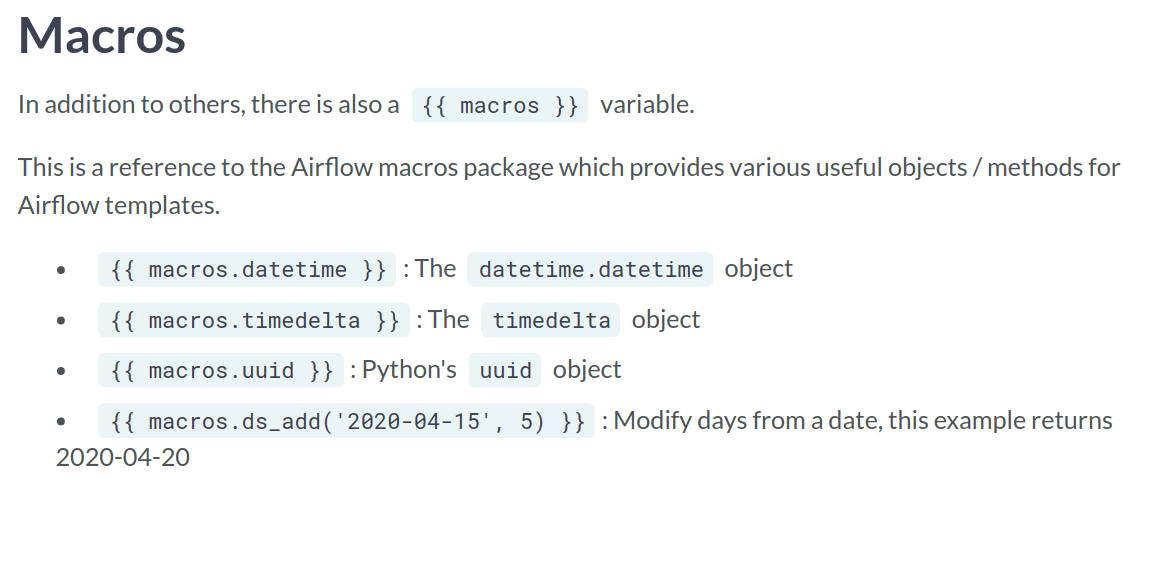 Macros
In addition to others, there is also a {{ macros }} variable.
This is a reference to the Airflow macros package which provides various useful objects / methods for
Airflow templates.
• {{ macros.datetime }} : The datetime.datetime object
• {{ macros.timedelta }} : The timedelta object
• {{ macros.uuid }} : Python's uuid object
• {{ macros.ds_add('2020-04-15', 5) }} : Modify days from a date, this example returns
2020-04-20